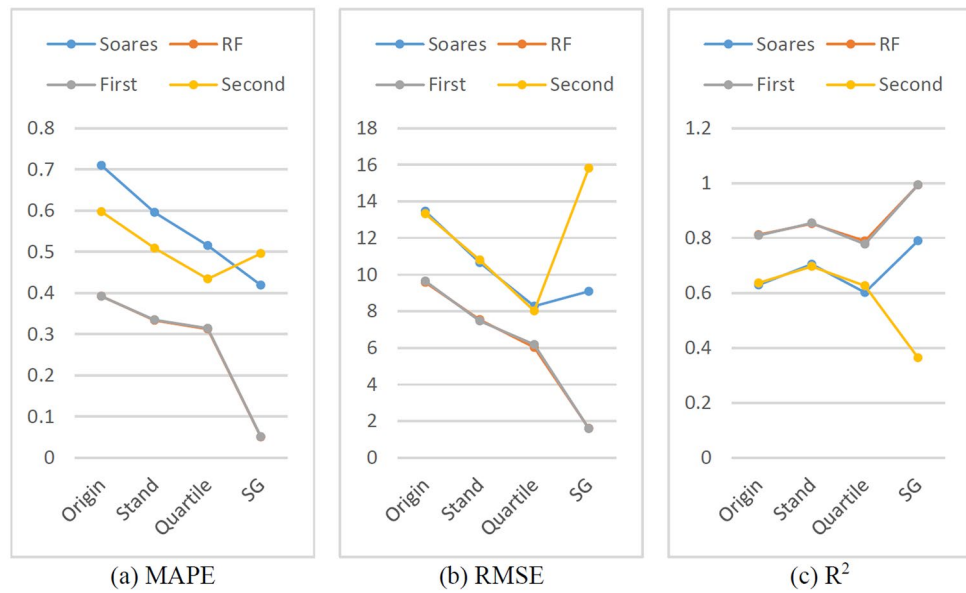 Soares RF
First Second
0.8
0.7
0.6
0.5
0.4
0.3
0.2
0.1
0
Origin
Stand
Quartile
SG
(a) MAPE
Soares RF
First Second
18
16
14
12
10
8
6
4
2
0
Origin
Stand
Quartile
SG
(b) RMSE
Soares RF
First Second
1.2
1
0.8
0.6
0.4
0.2
0
Origin
Stand
Quartile
SG
(c) R²